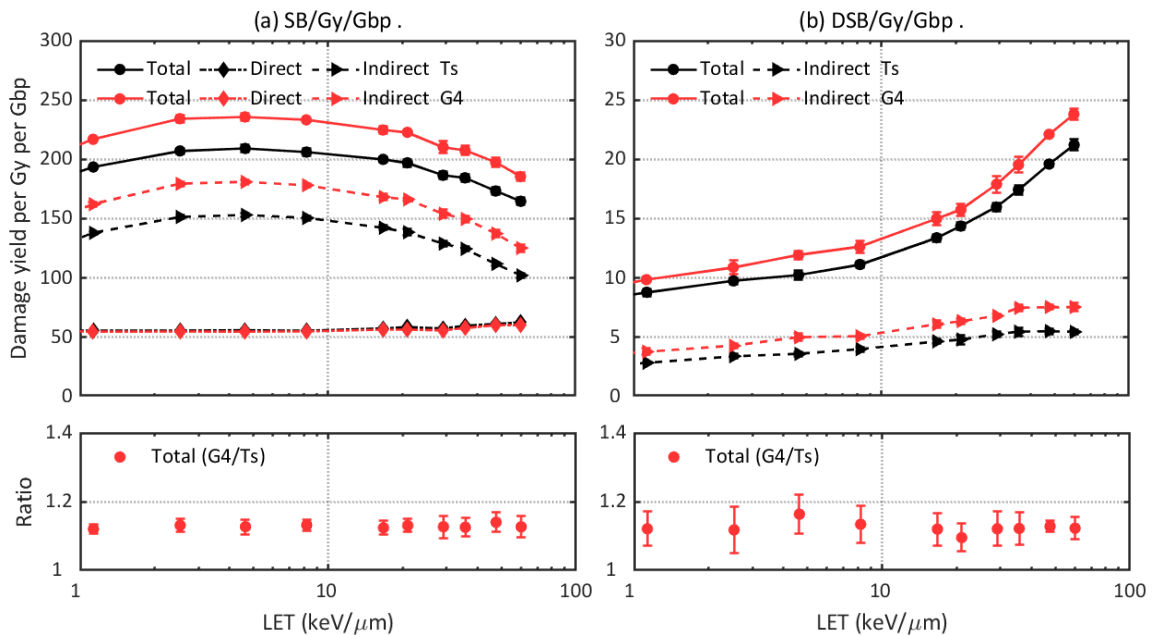 (a) SB/Gy/Gbp .
Damage yield per Gy per Gbp
300
250
200
150
100
50
0
Total Direct Indirect Ts
Total Direct Indirect G4
Ratio
1.4
1.2
1
Total (G4/Ts)
1 10 100
LET (keV/μm)
(b) DSB/Gy/Gbp .
30
25
20
15
10
5
0
Total Indirect Ts
Total Indirect G4
1.4
1.2
1
Total (G4/Ts)
1 10 100
LET (keV/μm)